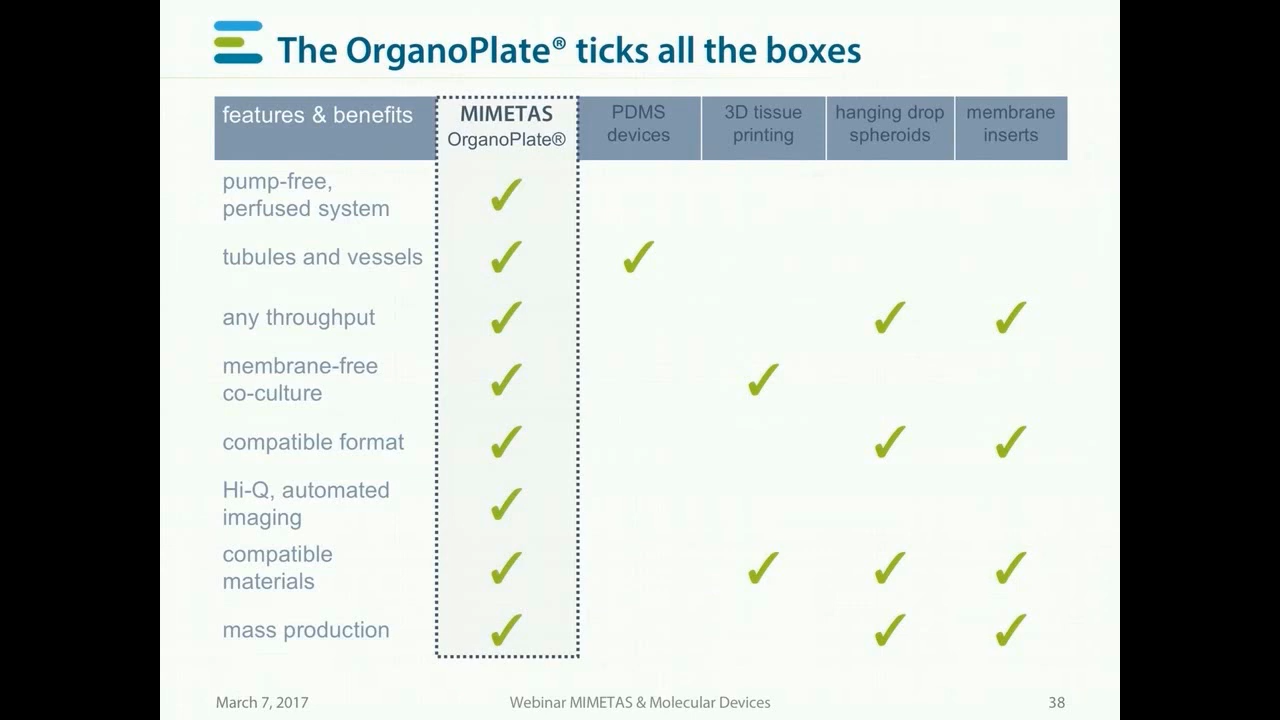 The OrganoPlate® ticks all the boxes
features & benefits
MIMETAS
OrganoPlate®
PDMS
devices
3D tissue
printing
hanging drop
spheroids
membrane
inserts
pump-free,
perfused system
✓
tubules and vessels
✓ ✓
any throughput
✓ ✓ ✓
membrane-free
co-culture
✓ ✓
compatible format
✓ ✓ ✓
Hi-Q, automated
imaging
✓
compatible
materials
✓ ✓ ✓ ✓
mass production
✓ ✓ ✓
March 7, 2017
Webinar MIMETAS & Molecular Devices
38